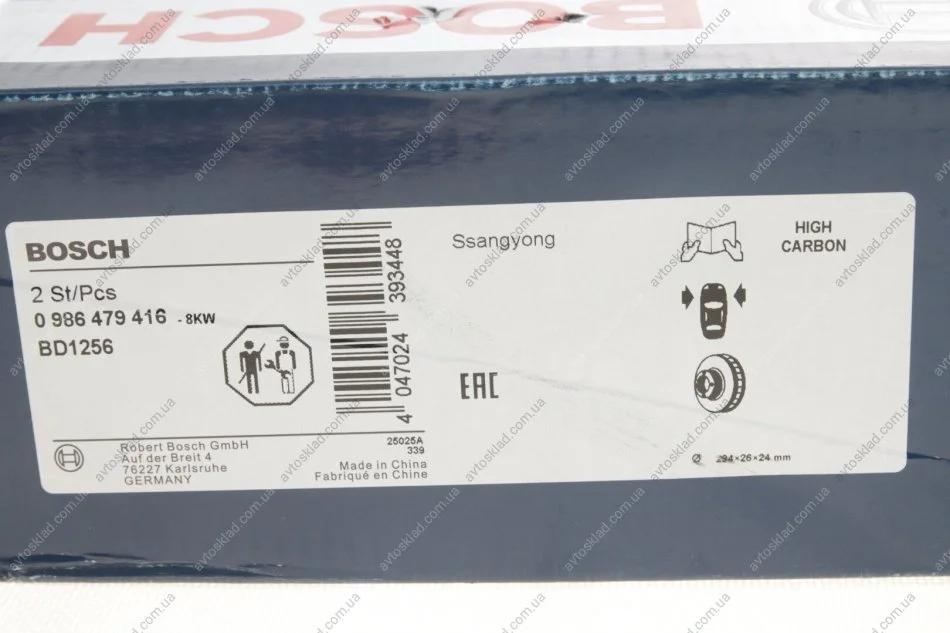 BOSCH
BOSCH
2 St/Pcs
0 986 479 416 - 8KW
BD1256
4 047024 393448
Robert Bosch GmbH
Auf der Breit 4
76227 Karlsruhe
GERMANY
25025A
339
Made in China
Fabriqué en Chine
Ssangyong
EAC
HIGH
CARBON
Ø 294×26×24 mm
avtosklad.com.ua